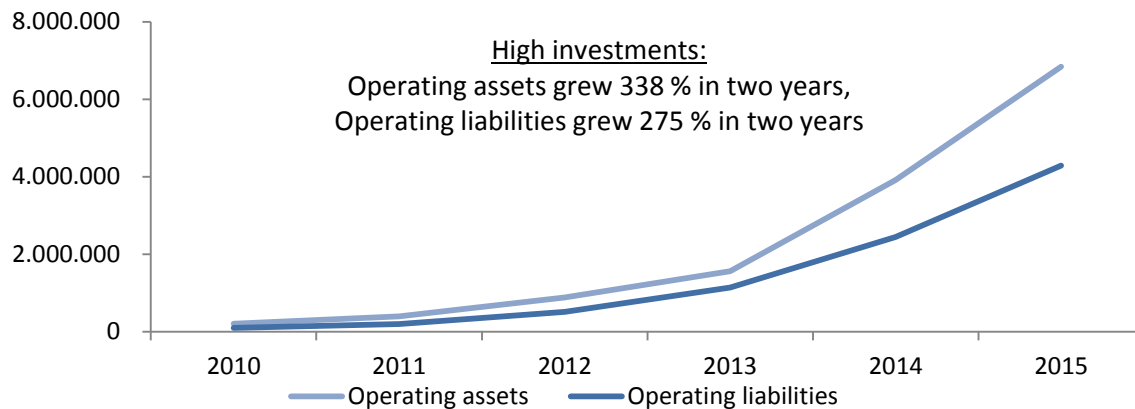 8.000.000
High investments:
Operating assets grew 338 % in two years,
Operating liabilities grew 275 % in two years
6.000.000
4.000.000
2.000.000
0
2010 2011 2012 2013 2014 2015
Operating assets Operating liabilities